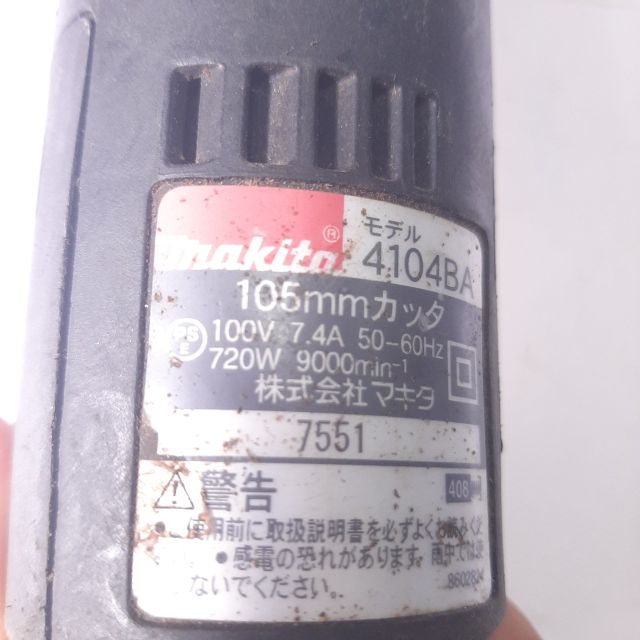 makita ® モデル 4104BA
105mmカッタ
100V 7.4A 50-60Hz
720W 9000min-1
株式会社マキタ
7551
警告
• 使用前に取扱説明書を必ずよくお読みくだ
• 感電の恐れがあります。雨中では使
ないでください。